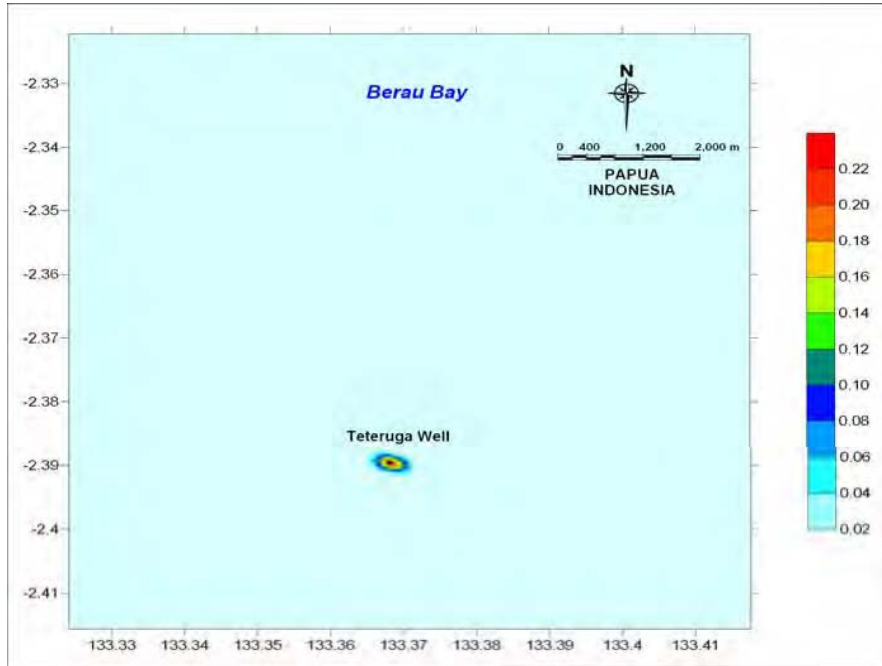 Berau Bay
N
0 400 1,200 2,000 m
PAPUA
INDONESIA
-2.33
-2.34
-2.35
-2.36
-2.37
-2.38
-2.39
-2.4
-2.41
Teteruga Well
133.33 133.34 133.35 133.36 133.37 133.38 133.39 133.4 133.41
0.22
0.20
0.18
0.16
0.14
0.12
0.10
0.08
0.06
0.04
0.02